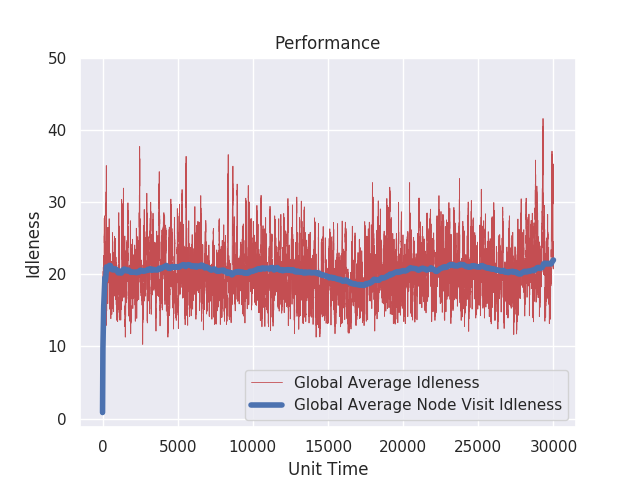 Performance
50
40
30
20
10
0
Idleness
Global Average Idleness
Global Average Node Visit Idleness
0 5000 10000 15000 20000 25000 30000
Unit Time